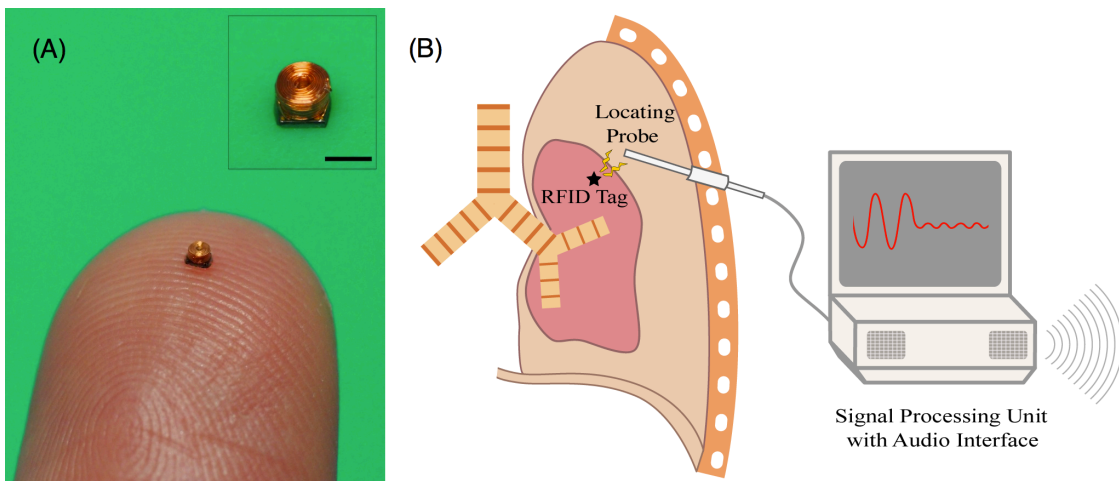 (A)
(B)
Locating
Probe
RFID Tag
Signal Processing Unit
with Audio Interface